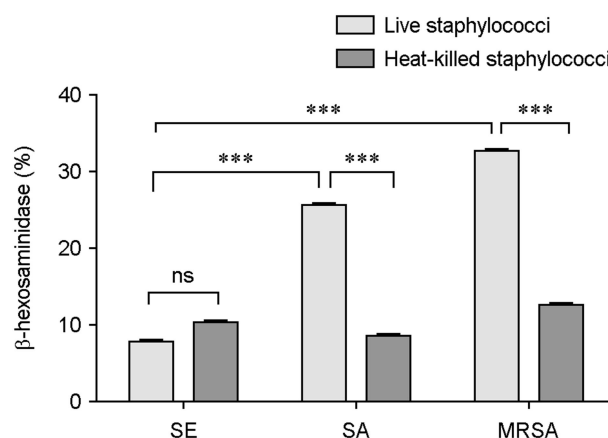 Live staphylococci
Heat-killed staphylococci
β-hexosaminidase (%)
40
30
20
10
0
***
***
***
***
ns
SE
SA
MRSA